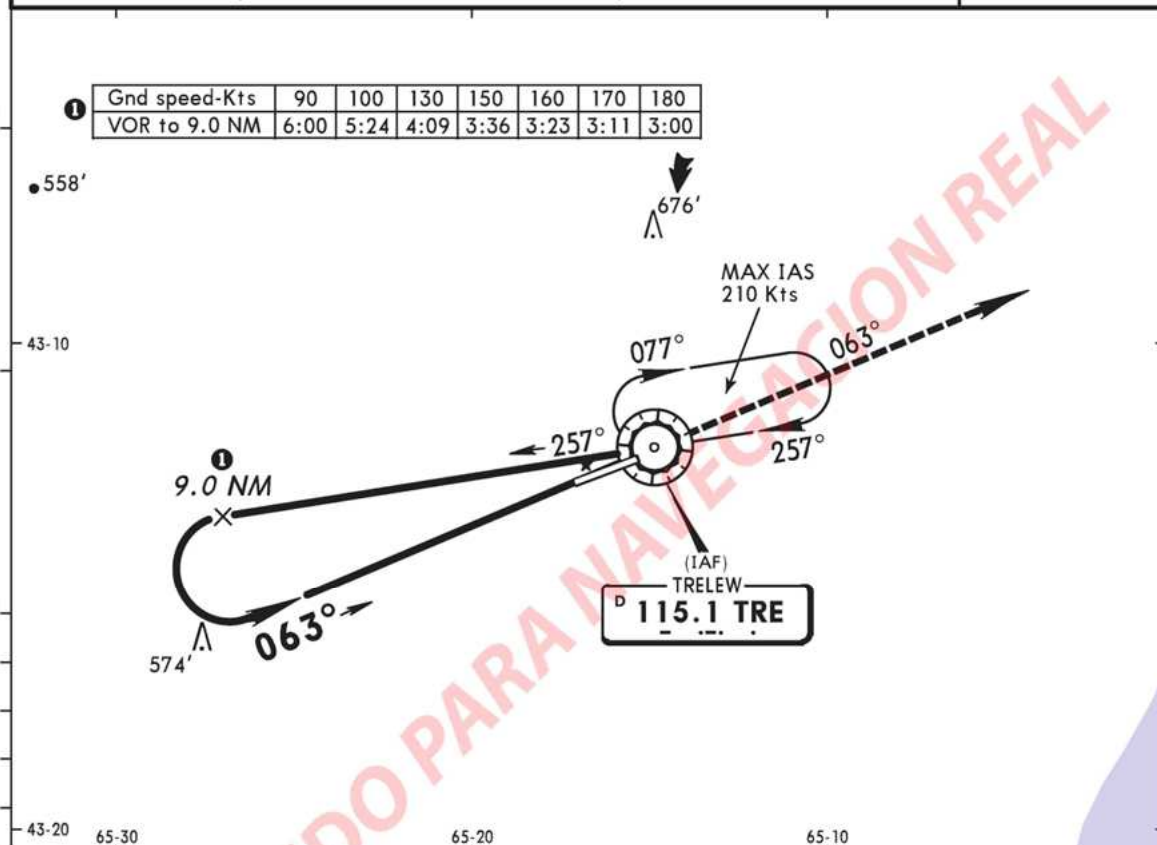 ❶ Gnd speed-Kts 90 100 130 150 160 170 180
VOR to 9.0 NM 6:00 5:24 4:09 3:36 3:23 3:11 3:00
558'
676'
MAX IAS
210 Kts
43-10
077°
063°
257°
257°
❶
9.0 NM
(IAF)
TRELEW
D 115.1 TRE
063°
574'
43-20
65-30
65-20
65-10
DO PARA NAVEGACION REAL